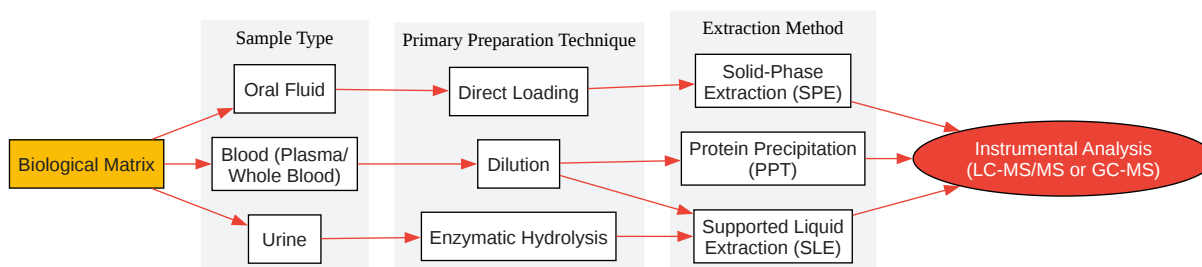 Sample Type
Primary Preparation Technique
Extraction Method
Oral Fluid
Direct Loading
Solid-Phase
Extraction (SPE)
Biological Matrix
Blood (Plasma/
Whole Blood)
Dilution
Protein Precipitation
(PPT)
Instrumental Analysis
(LC-MS/MS or GC-MS)
Urine
Enzymatic Hydrolysis
Supported Liquid
Extraction (SLE)